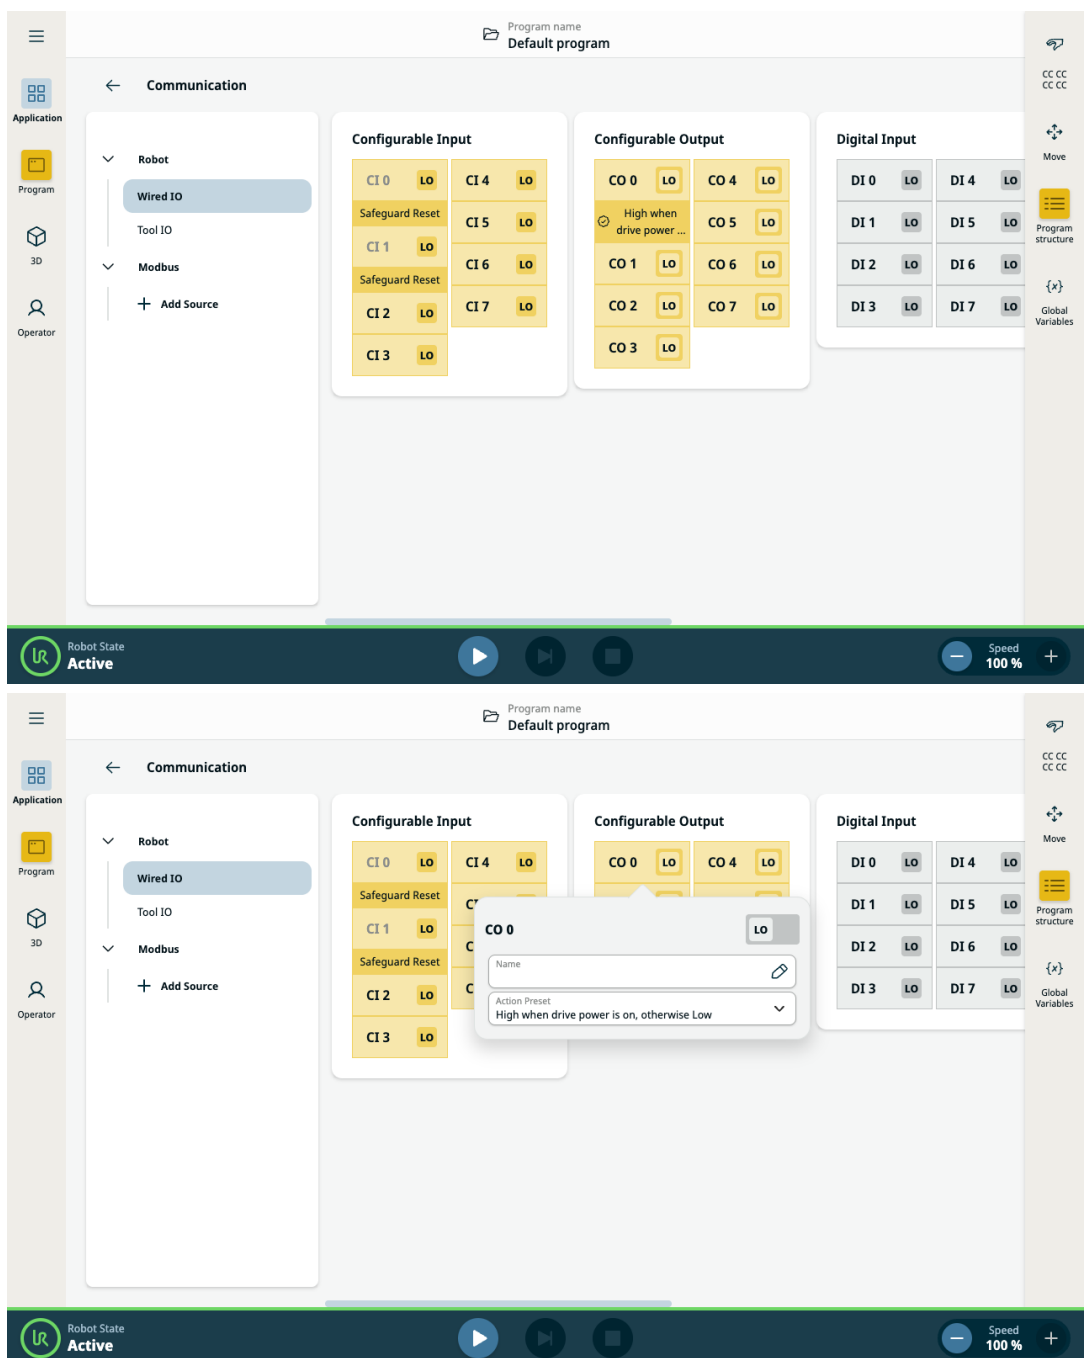 Program name
Default program
Application
Program
3D
Operator
Communication
Robot
Wired IO
Tool IO
Modbus
Add Source
Configurable Input
CI 0 LO
Safeguard Reset
CI 1 LO
Safeguard Reset
CI 2 LO
CI 3 LO
CI 4 LO
CI 5 LO
CI 6 LO
CI 7 LO
Configurable Output
CO 0 LO
High when
drive power ...
CO 1 LO
CO 2 LO
CO 3 LO
CO 4 LO
CO 5 LO
CO 6 LO
CO 7 LO
Digital Input
DI 0 LO
DI 1 LO
DI 2 LO
DI 3 LO
DI 4 LO
DI 5 LO
DI 6 LO
DI 7 LO
CC CC
CC CC
Move
Program
structure
{x}
Global
Variables
UR
Robot State
Active
Speed
100 %
Program name
Default program
Application
Program
3D
Operator
Communication
Robot
Wired IO
Tool IO
Modbus
Add Source
Configurable Input
CI 0 LO
Safeguard Reset
CI 1 LO
Safeguard Reset
CI 2 LO
CI 3 LO
CI 4 LO
Configurable Output
CO 0 LO
CO 4 LO
CO 0
LO
Name
Action Preset
High when drive power is on, otherwise Low
Digital Input
DI 0 LO
DI 1 LO
DI 2 LO
DI 3 LO
DI 4 LO
DI 5 LO
DI 6 LO
DI 7 LO
CC CC
CC CC
Move
Program
structure
{x}
Global
Variables
UR
Robot State
Active
Speed
100 %